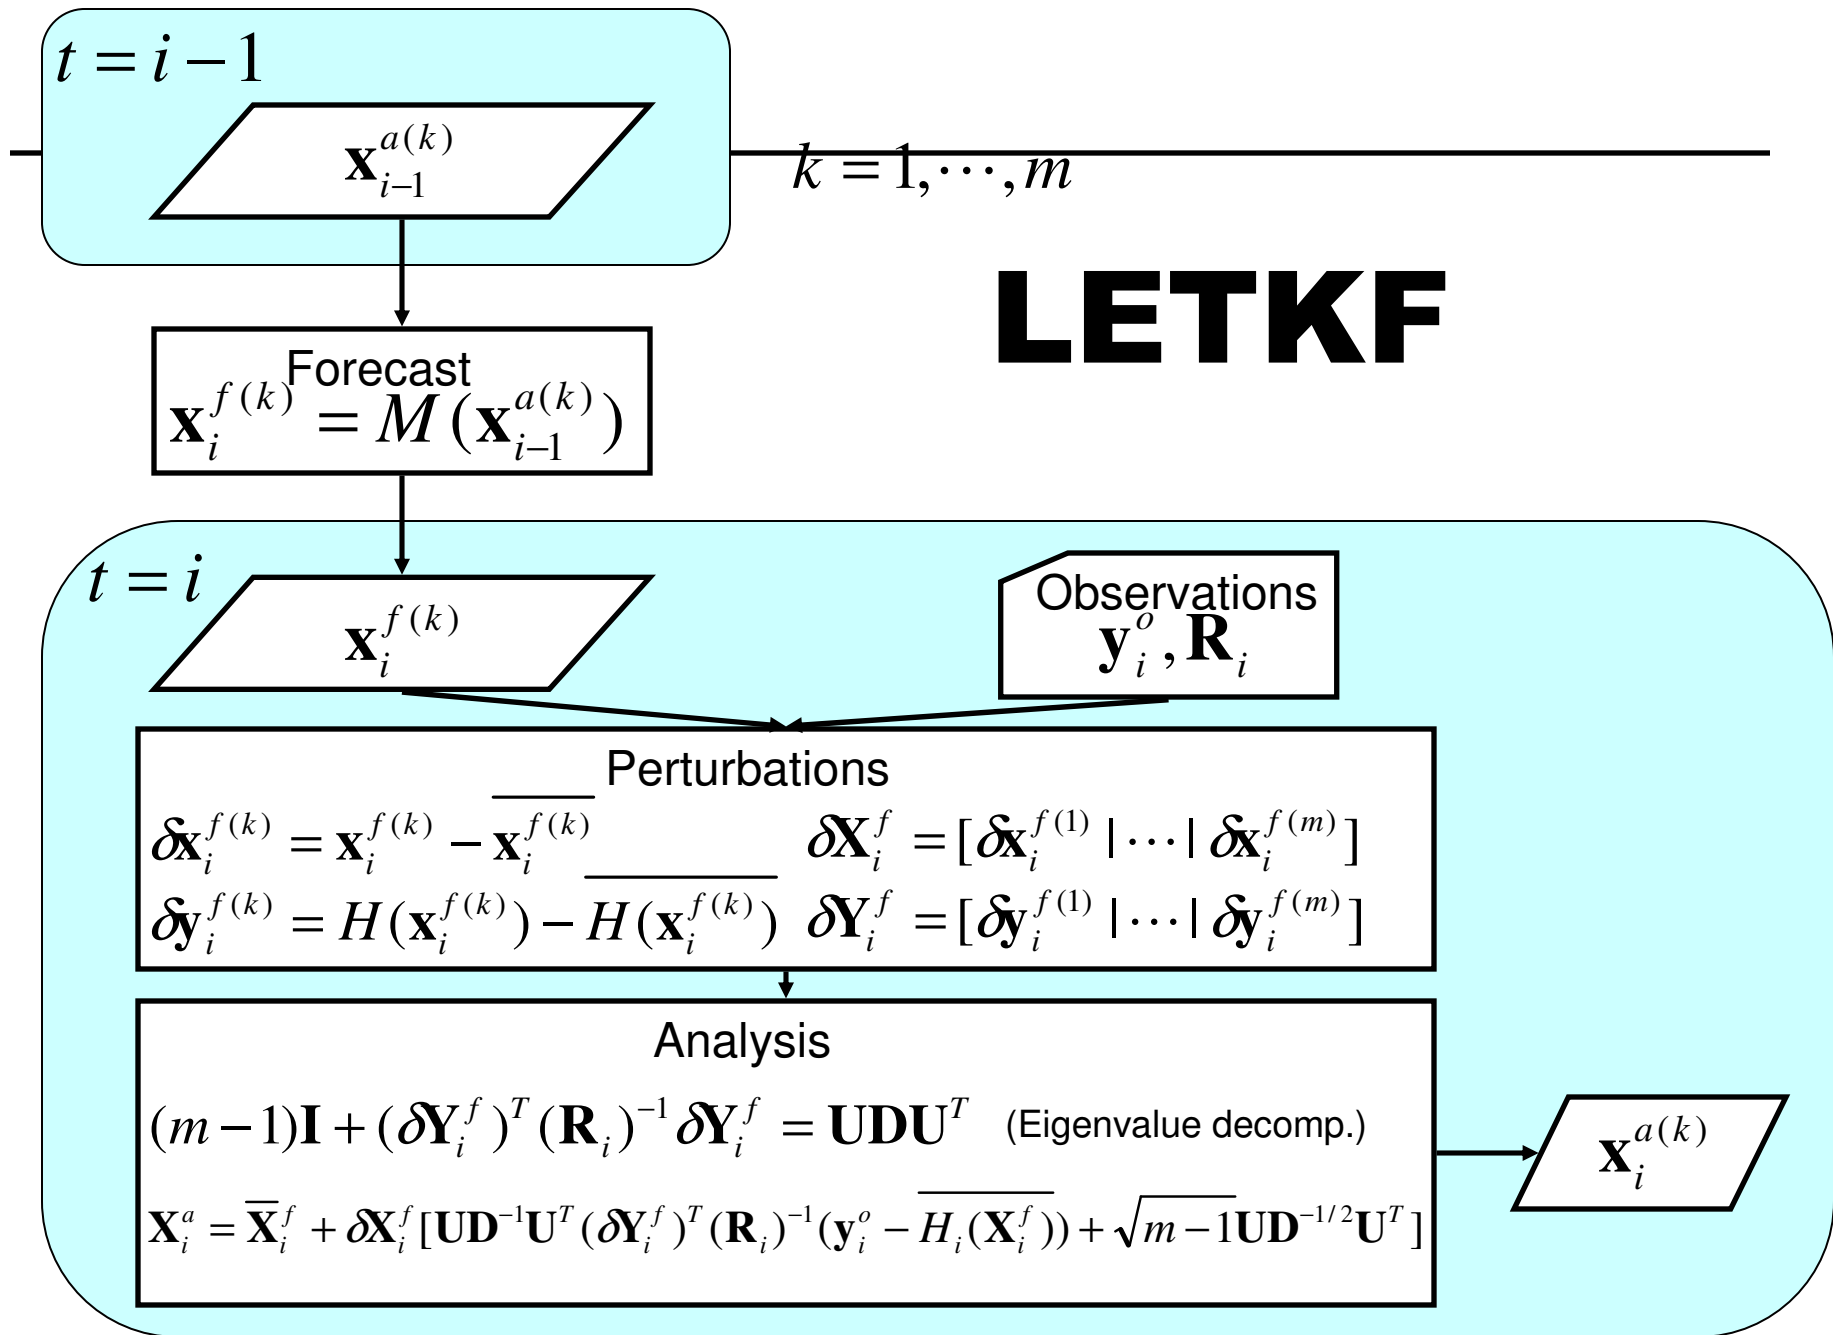 t = i − 1
𝐱_{i−1}^{a(k)}
k = 1,⋯,m
LETKF
Forecast
𝐱_i^{f(k)} = M(𝐱_{i−1}^{a(k)})
t = i
𝐱_i^{f(k)}
Observations
𝐲_i^o, 𝐑_i
Perturbations
δ𝐱_i^{f(k)} = 𝐱_i^{f(k)} − \overline{𝐱_i^{f(k)}}   δ𝐗_i^f = [δ𝐱_i^{f(1)} | ⋯ | δ𝐱_i^{f(m)}]
δ𝐲_i^{f(k)} = H(𝐱_i^{f(k)}) − \overline{H(𝐱_i^{f(k)})}   δ𝐘_i^f = [δ𝐲_i^{f(1)} | ⋯ | δ𝐲_i^{f(m)}]
Analysis
(m − 1)𝐈 + (δ𝐘_i^f)^T (𝐑_i)^{−1} δ𝐘_i^f = 𝐔𝐃𝐔^T (Eigenvalue decomp.)
𝐗_i^a = \overline{𝐗}_i^f + δ𝐗_i^f [𝐔𝐃^{−1}𝐔^T (δ𝐘_i^f)^T (𝐑_i)^{−1} (𝐲_i^o − \overline{H_i(𝐗_i^f)}) + \sqrt{m−1}𝐔𝐃^{−1/2}𝐔^T]
𝐱_i^{a(k)}